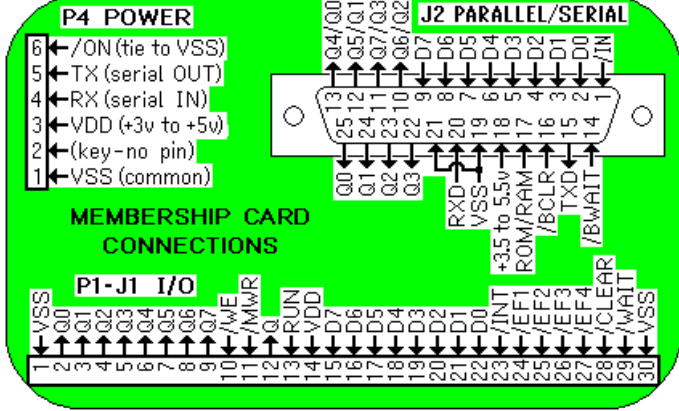 P4 POWER
6 /ON (tie to VSS)
5 TX (serial OUT)
4 RX (serial IN)
3 VDD (+3v to +5v)
2 (key-no pin)
1 VSS (common)
J2 PARALLEL/SERIAL
Q4/Q0 Q5/Q1 Q7/Q3 Q6/Q2 D7 D6 D5 D4 D3 D2 D1 D0 /IN
13 12 11 10 9 8 7 6 5 4 3 2 1
25 24 23 22 21 20 19 18 17 16 15 14
Q0 Q1 Q2 Q3 RXD VSS +3.5 to 5.5v ROM/RAM /BCLR TXD /BWAIT
MEMBERSHIP CARD
CONNECTIONS
P1-J1 I/O
VSS Q0 Q1 Q2 Q3 Q4 Q5 Q6 Q7 /WE /MWR Q RUN VDD D7 D6 D5 D4 D3 D2 D1 D0 /INT /EF1 /EF2 /EF3 /EF4 /CLEAR /WAIT VSS
1 2 3 4 5 6 7 8 9 10 11 12 13 14 15 16 17 18 19 20 21 22 23 24 25 26 27 28 29 30